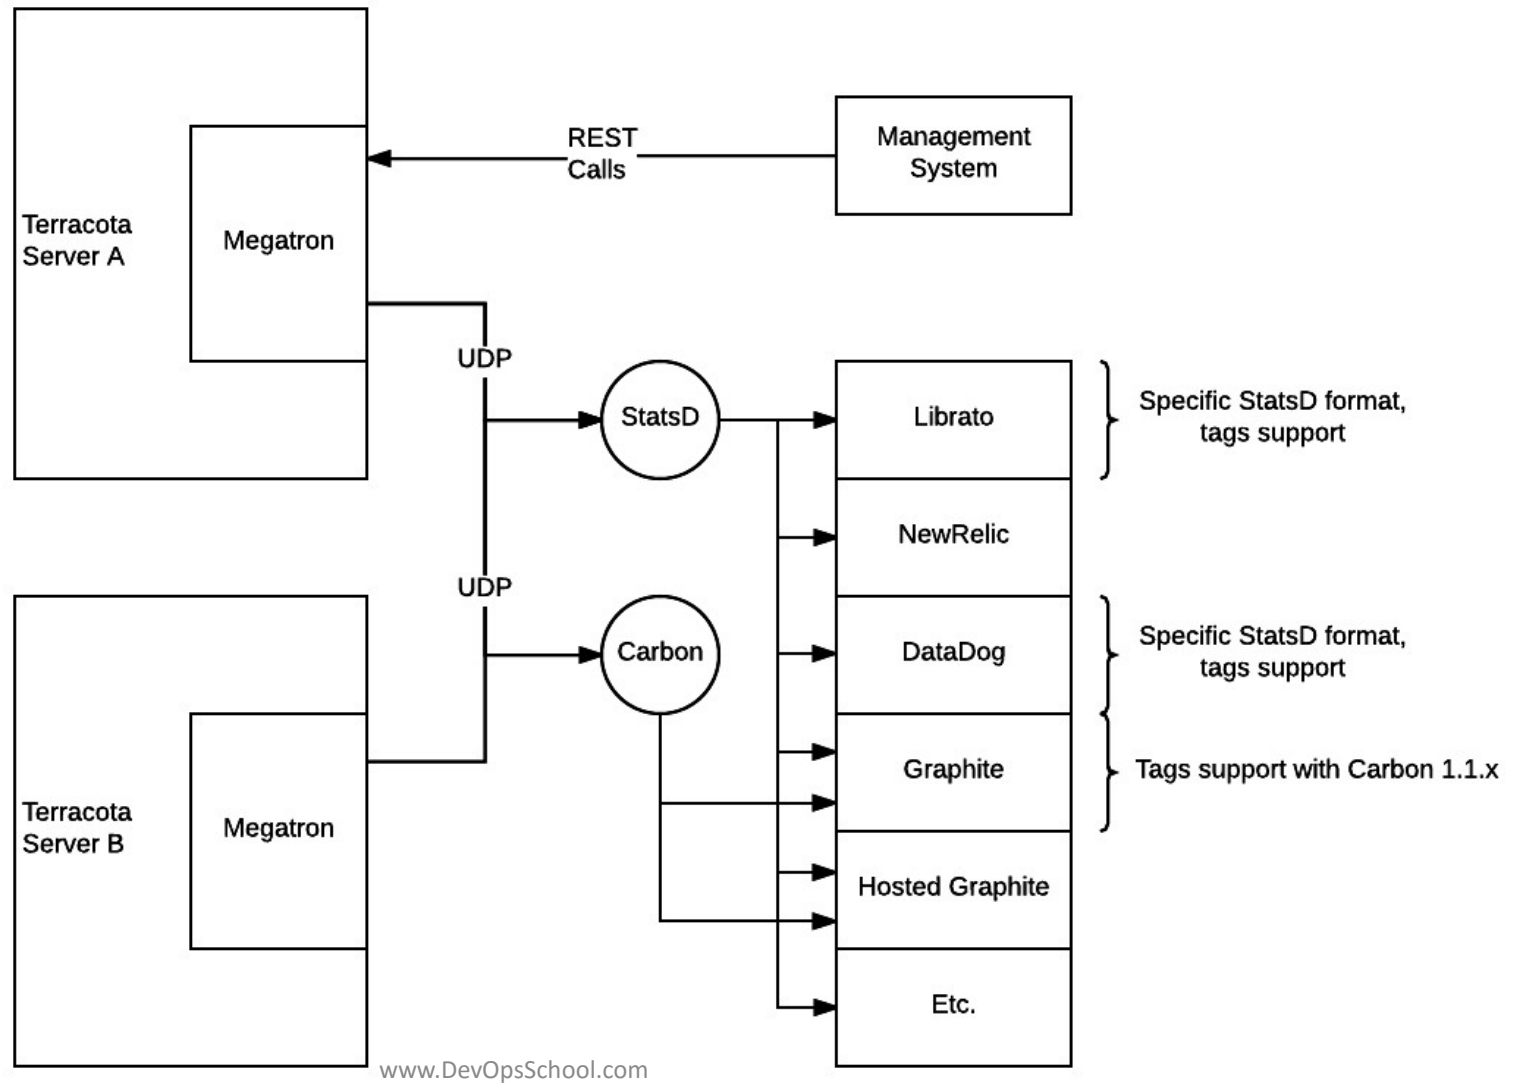 REST
Calls
Management
System
Terracota
Server A
Megatron
UDP
StatsD
Librato
Specific StatsD format,
tags support
NewRelic
UDP
Carbon
DataDog
Specific StatsD format,
tags support
Graphite
Tags support with Carbon 1.1.x
Terracota
Server B
Megatron
Hosted Graphite
Etc.
www.DevOpsSchool.com